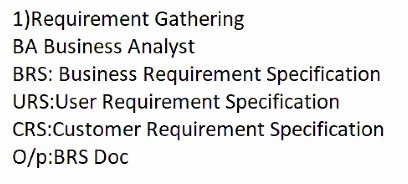 1)Requirement Gathering
BA Business Analyst
BRS: Business Requirement Specification
URS:User Requirement Specification
CRS:Customer Requirement Specification
O/p:BRS Doc